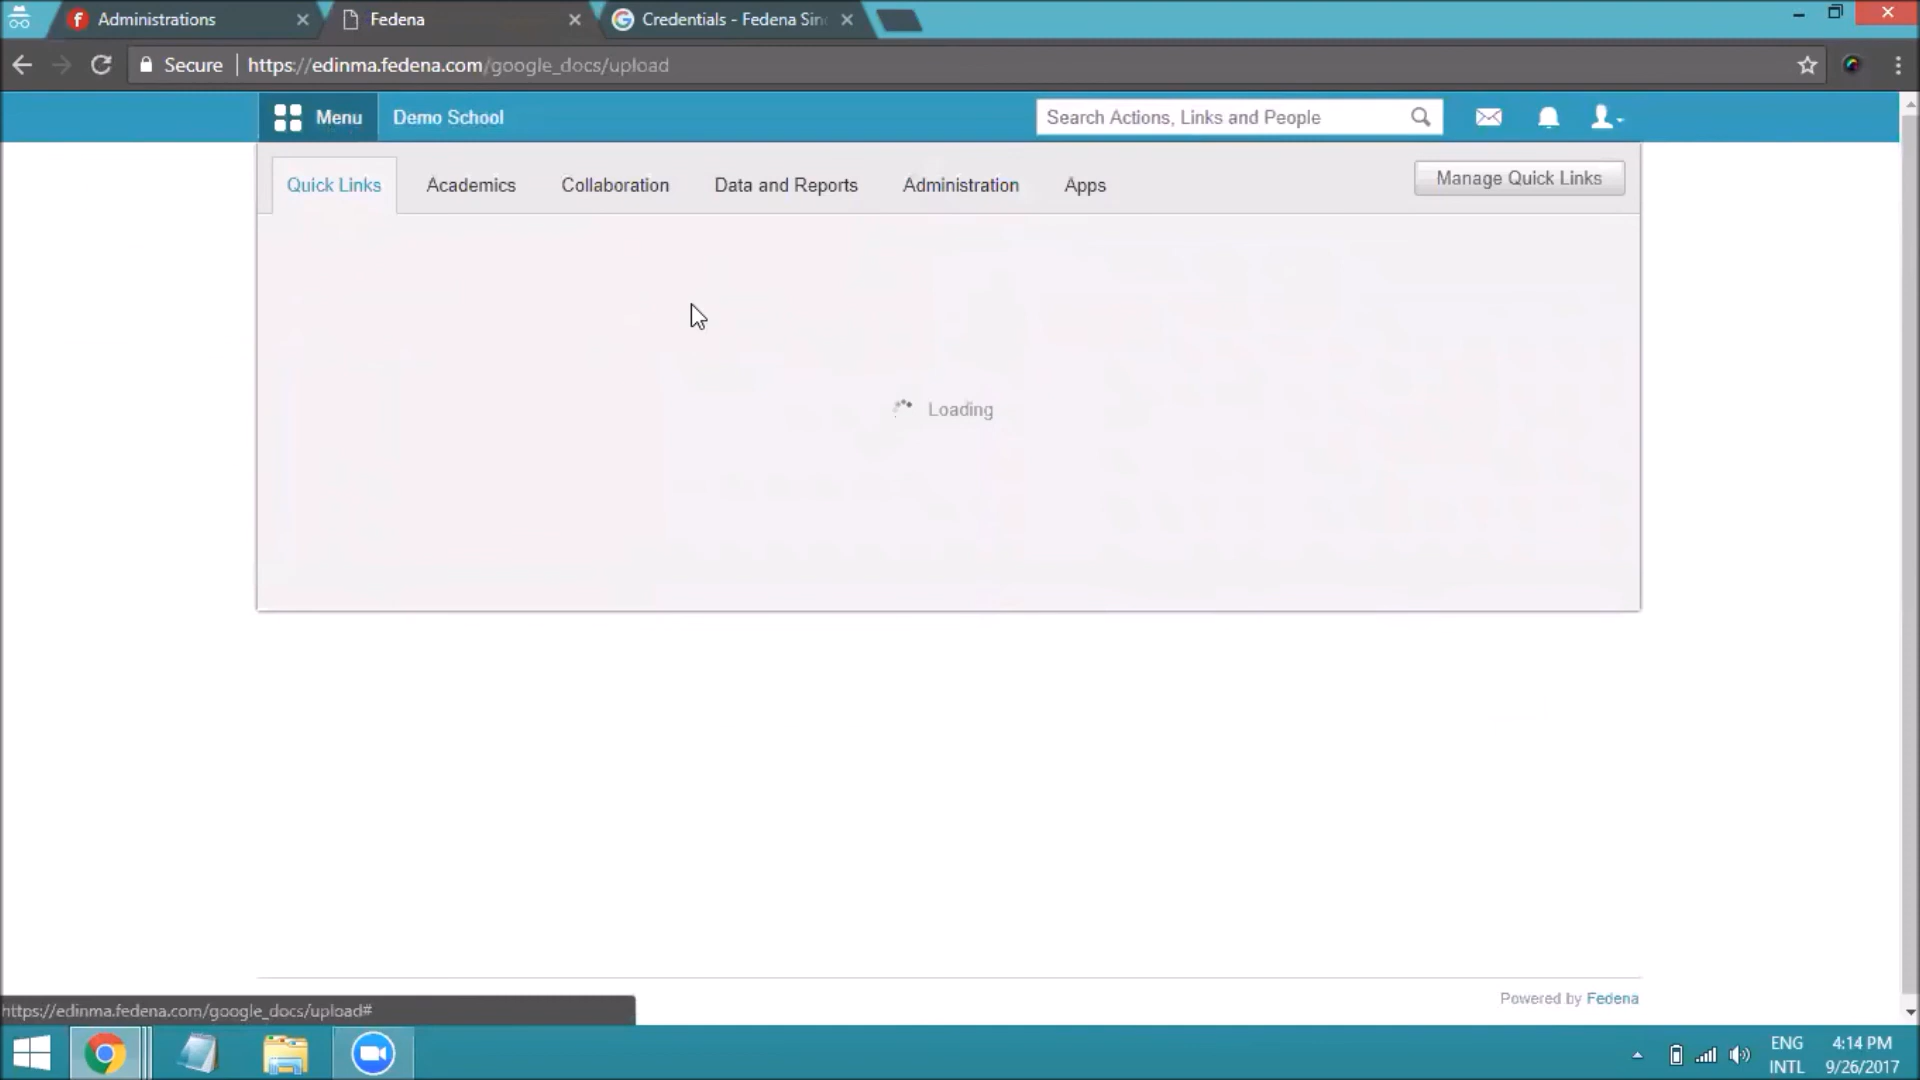 Administrations
Fedena
Credentials - Fedena Sin
Secure
https://edinma.fedena.com/google_docs/upload
Menu
Demo School
Search Actions, Links and People
Quick Links
Academics
Collaboration
Data and Reports
Administration
Apps
Manage Quick Links
Loading
Powered by Fedena
https://edinma.fedena.com/google_docs/upload#
ENG
INTL
4:14 PM
9/26/2017